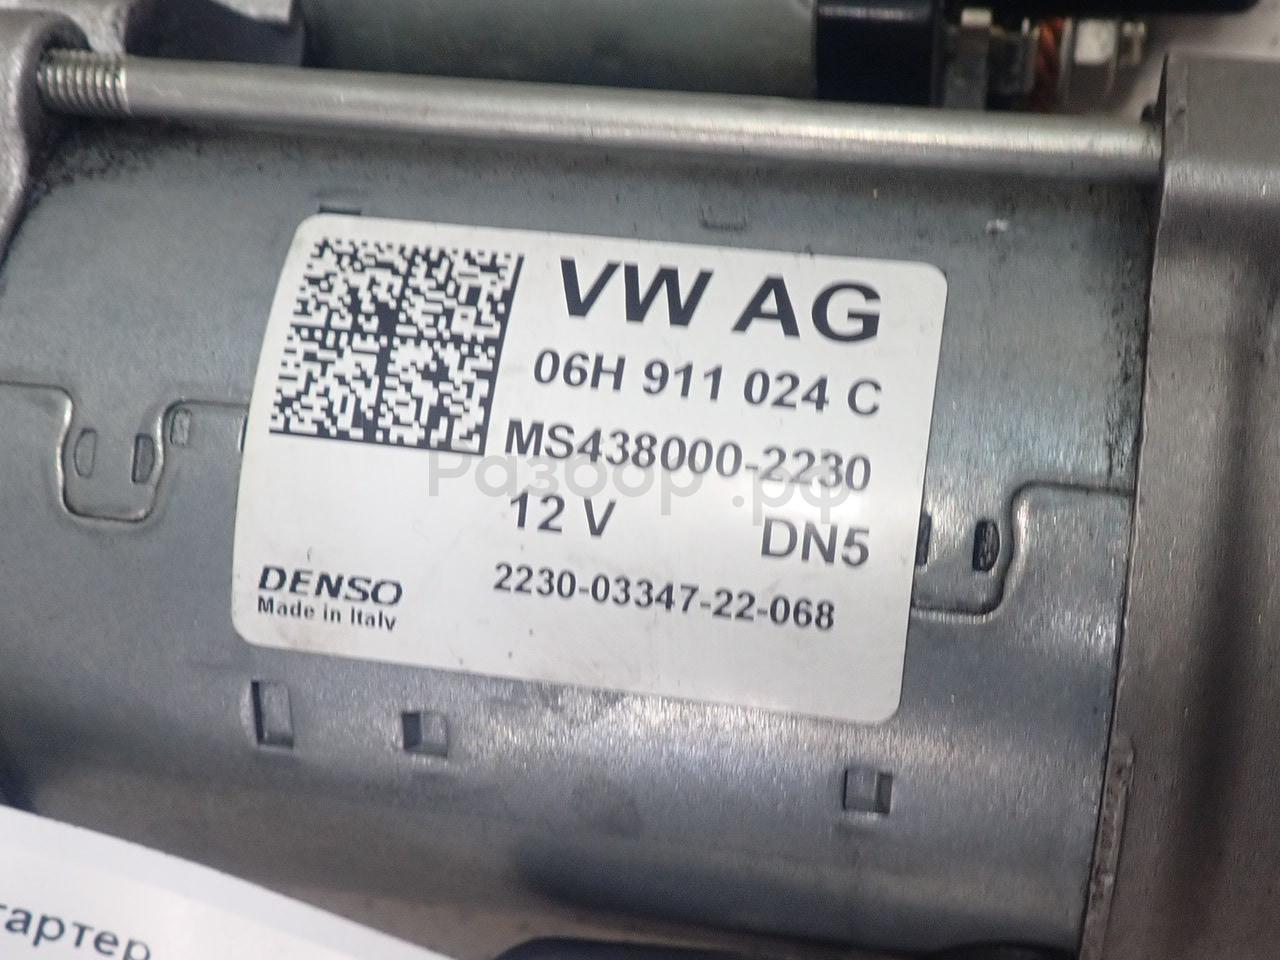 VW AG
06H 911 024 C
MS438000-2230
Разбор.рф
12 V DN5
2230-03347-22-068
DENSO
Made in Italy